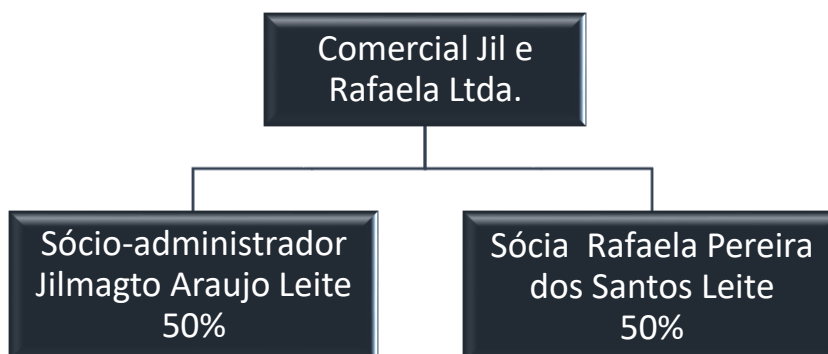 Comercial Jil e
Rafaela Ltda.
Sócio-administrador
Jilmagto Araujo Leite
50%
Sócia Rafaela Pereira
dos Santos Leite
50%